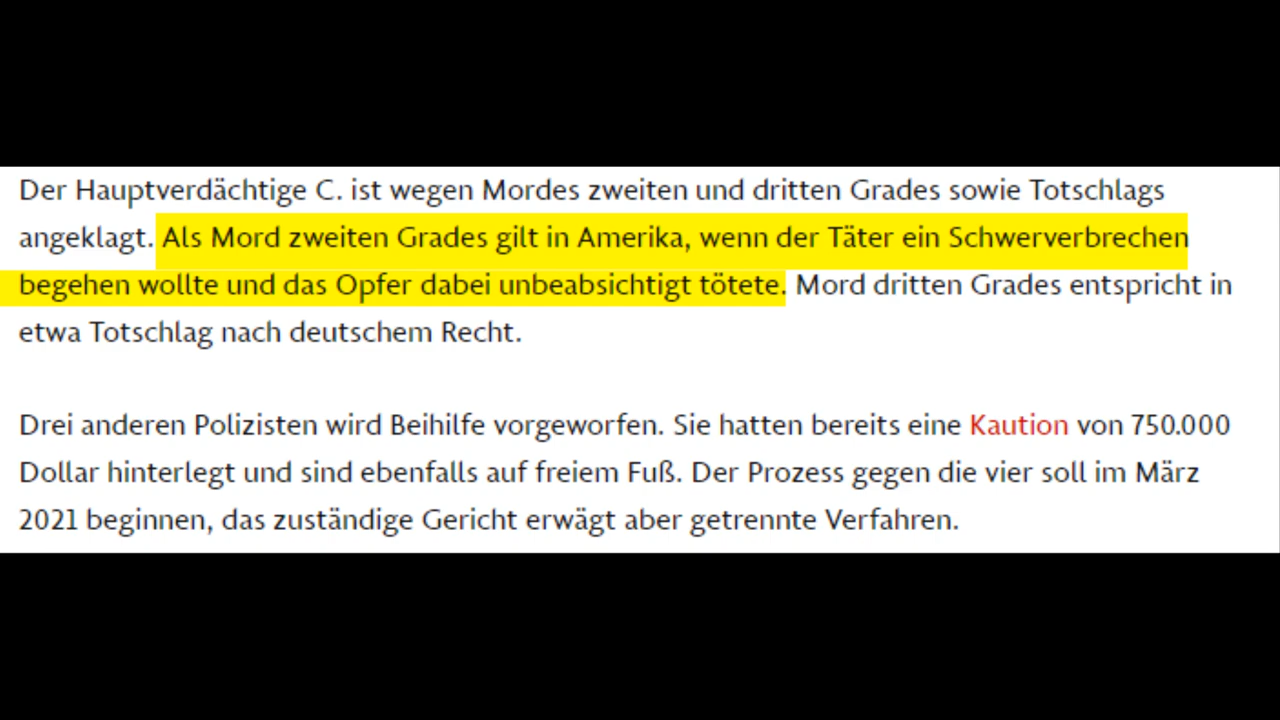 Der Hauptverdächtige C. ist wegen Mordes zweiten und dritten Grades sowie Totschlags
angeklagt. Als Mord zweiten Grades gilt in Amerika, wenn der Täter ein Schwerverbrechen
begehen wollte und das Opfer dabei unbeabsichtigt tötete. Mord dritten Grades entspricht in
etwa Totschlag nach deutschem Recht.
Drei anderen Polizisten wird Beihilfe vorgeworfen. Sie hatten bereits eine Kaution von 750.000
Dollar hinterlegt und sind ebenfalls auf freiem Fuß. Der Prozess gegen die vier soll im März
2021 beginnen, das zuständige Gericht erwägt aber getrennte Verfahren.